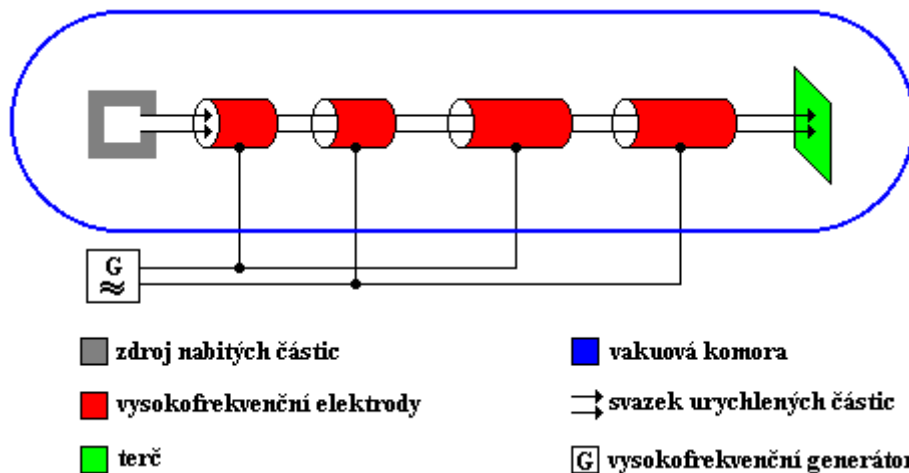 G
zdroj nabitých částic
vakuová komora
vysokofrekvenční elektrody
svazek urychlených částic
terč
G vysokofrekvenční generátor